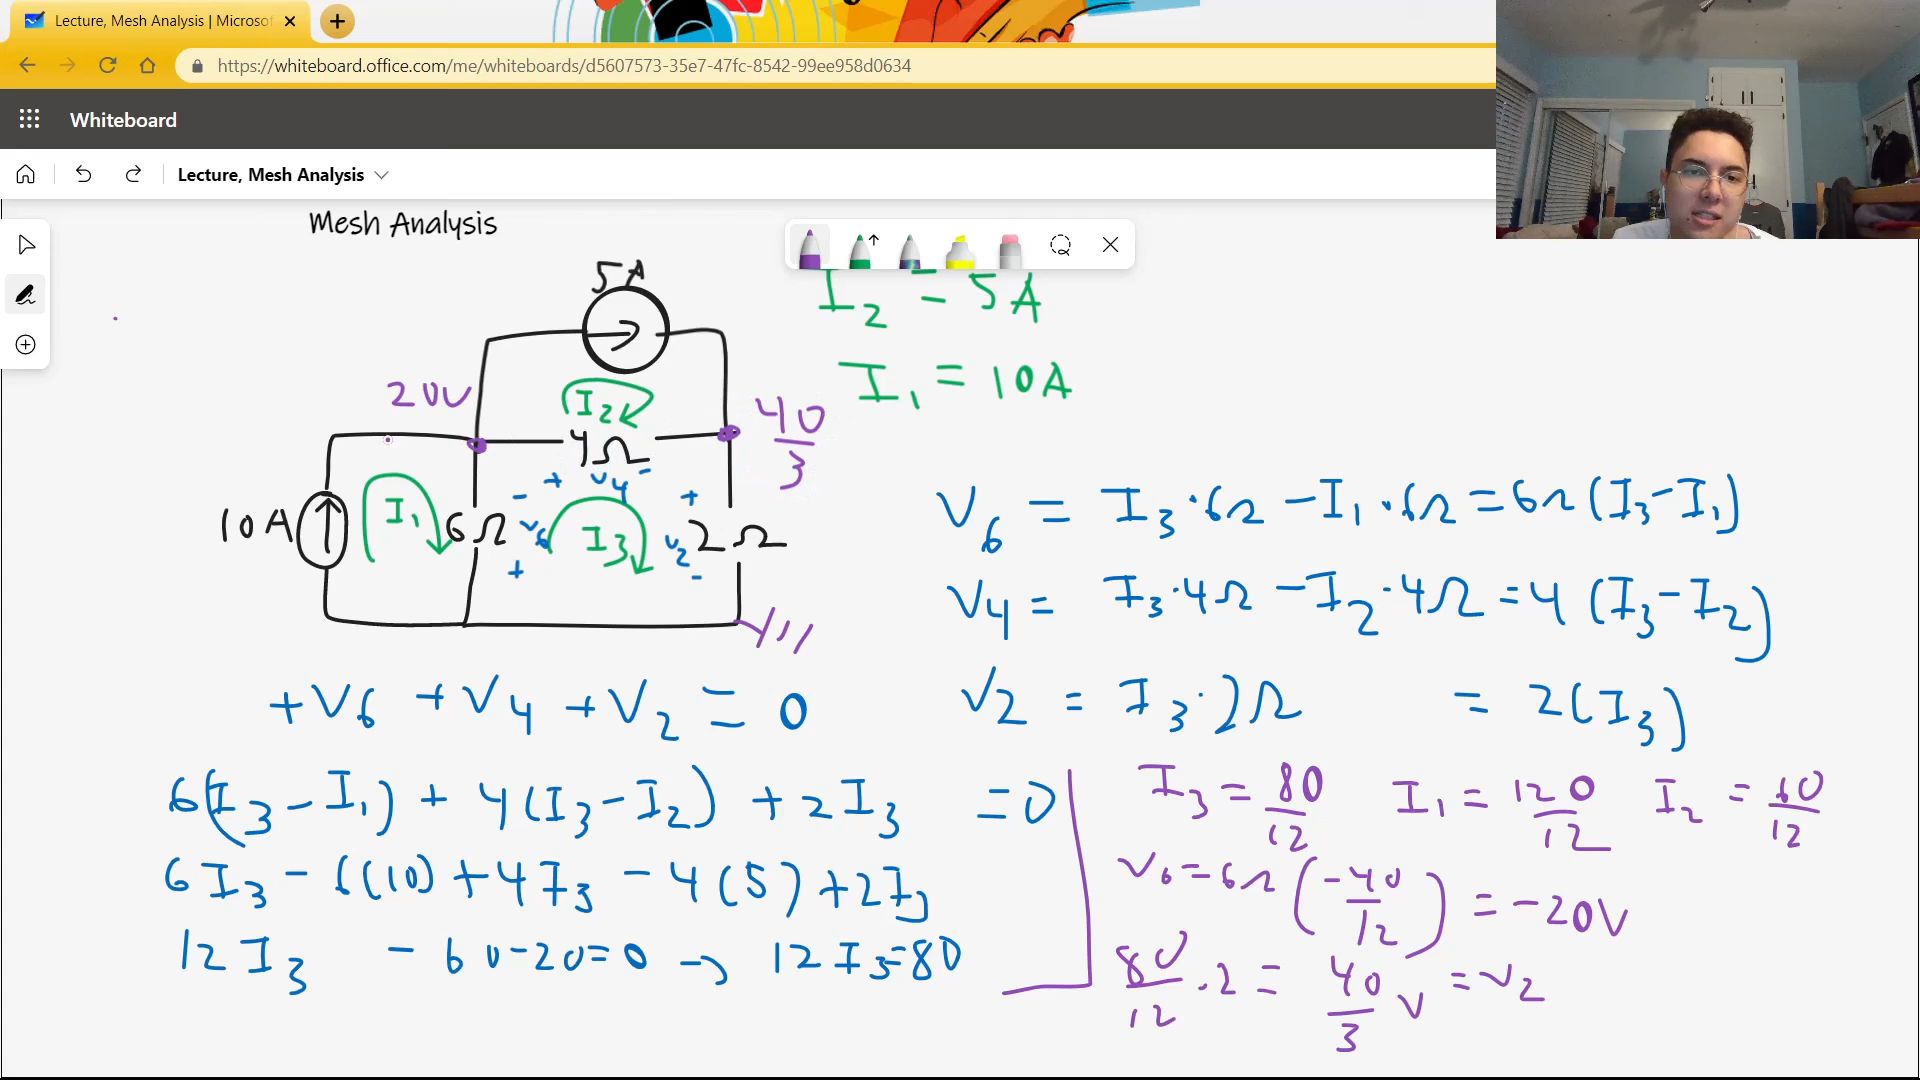 Lecture, Mesh Analysis | Microsof
https://whiteboard.office.com/me/whiteboards/d5607573-35e7-47fc-8542-99ee958d0634
Whiteboard
Lecture, Mesh Analysis
Mesh Analysis
5A
I₂ = 5A
I₁ = 10A
20V
I₂
4Ω
40/3
+ V₄ -
10A
I₁
6Ω
- V₆ +
I₃
+ V₂ -
2Ω
V₆ = I₃·6Ω - I₁·6Ω = 6Ω(I₃-I₁)
V₄ = I₃·4Ω - I₂·4Ω = 4(I₃-I₂)
V₂ = I₃·2Ω = 2(I₃)
+V₆ + V₄ + V₂ = 0
6(I₃-I₁) + 4(I₃-I₂) + 2I₃ = 0
6I₃ - 6(10) + 4I₃ - 4(5) + 2I₃
12I₃ - 60-20=0 → 12I₃=80
I₃ = 80/12 I₁ = 120/12 I₂ = 60/12
V₆ = 6Ω(-40/12) = -20V
80/12 · 2 = 40/3 V = V₂